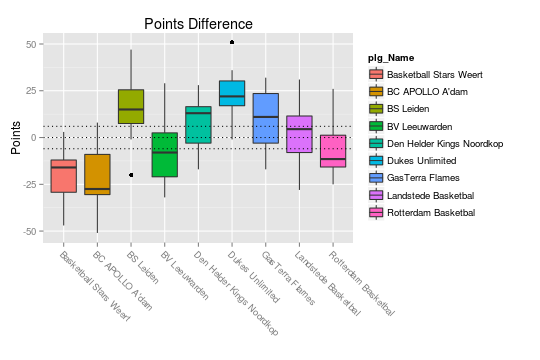 Points Difference
Points
50
25
0
-25
-50
Basketball Stars Weert
BC APOLLO A'dam
BS Leiden
BV Leeuwarden
Den Helder Kings Noordkop
Dukes Unlimited
GasTerra Flames
Landstede Basketbal
Rotterdam Basketbal
plg_Name
Basketball Stars Weert
BC APOLLO A'dam
BS Leiden
BV Leeuwarden
Den Helder Kings Noordkop
Dukes Unlimited
GasTerra Flames
Landstede Basketbal
Rotterdam Basketbal